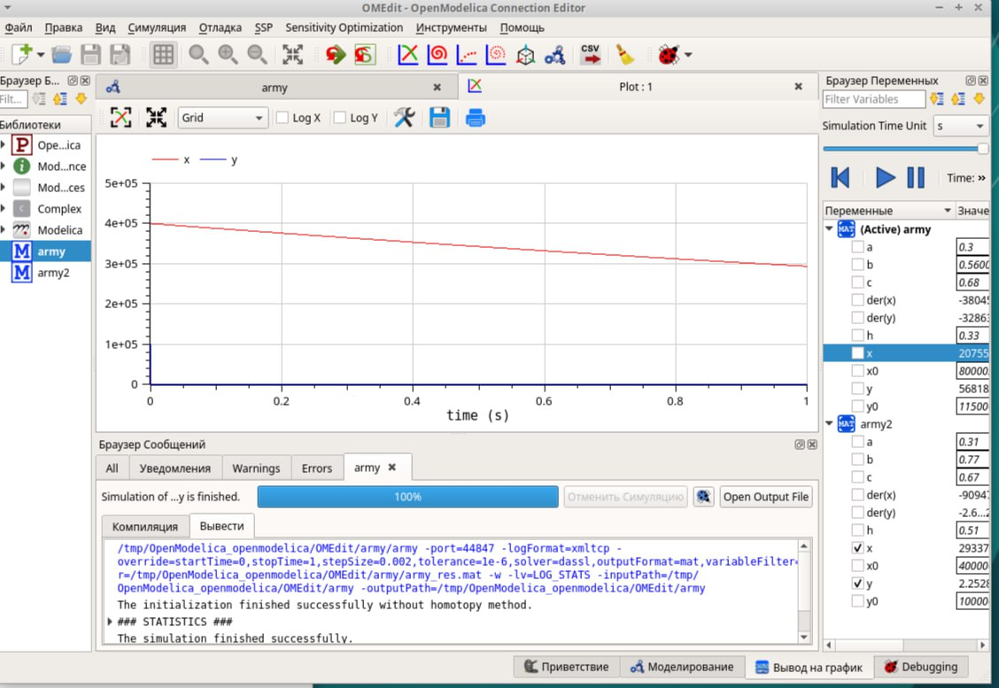 OMEdit - OpenModelica Connection Editor
Файл Правка Вид Симуляция Отладка SSP Sensitivity Optimization Инструменты Помощь
CSV
Браузер Б...
Filt...
Библиотеки
P Ope...ica
i Mod...nce
Mod...ces
C Complex
m Modelica
M army
M army2
army
Plot : 1
Grid Log X Log Y
x y
5e+05
4e+05
3e+05
2e+05
1e+05
0
0 0.2 0.4 0.6 0.8 1
time (s)
Браузер Сообщений
All Уведомления Warnings Errors army
Simulation of ...y is finished. 100% Отменить Симуляцию Open Output File
Компиляция Вывести
/tmp/OpenModelica_openmodelica/OMEdit/army/army -port=44847 -logFormat=xmltcp -
override=startTime=0,stopTime=1,stepSize=0.002,tolerance=1e-6,solver=dassl,outputFormat=mat,variableFilter=
r=/tmp/OpenModelica_openmodelica/OMEdit/army/army_res.mat -w -lv=LOG_STATS -inputPath=/tmp/
OpenModelica_openmodelica/OMEdit/army -outputPath=/tmp/OpenModelica_openmodelica/OMEdit/army
The initialization finished successfully without homotopy method.
### STATISTICS ###
The simulation finished successfully.
Браузер Переменных
Filter Variables
Simulation Time Unit s
Time: »
Переменные Значе
MAT (Active) army
a 0.3
b 0.5600
c 0.68
der(x) -38045
der(y) -32863
h 0.33
x 20755
x0 80000
y 56818
y0 11500
MAT army2
a 0.31
b 0.77
c 0.67
der(x) -90947
der(y) -2.6...2
h 0.51
x 29337
x0 40000
y 2.2528
y0 10000
Приветствие Моделирование Вывод на график Debugging